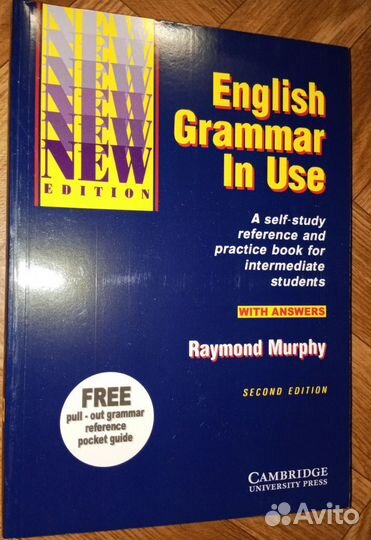 NEW
NEW
NEW
NEW
NEW
NEW
EDITION
English
Grammar
In Use
A self-study
reference and
practice book for
intermediate
students
WITH ANSWERS
Raymond Murphy
SECOND EDITION
FREE
pull - out grammar
reference
pocket guide
CAMBRIDGE
UNIVERSITY PRESS
Avito